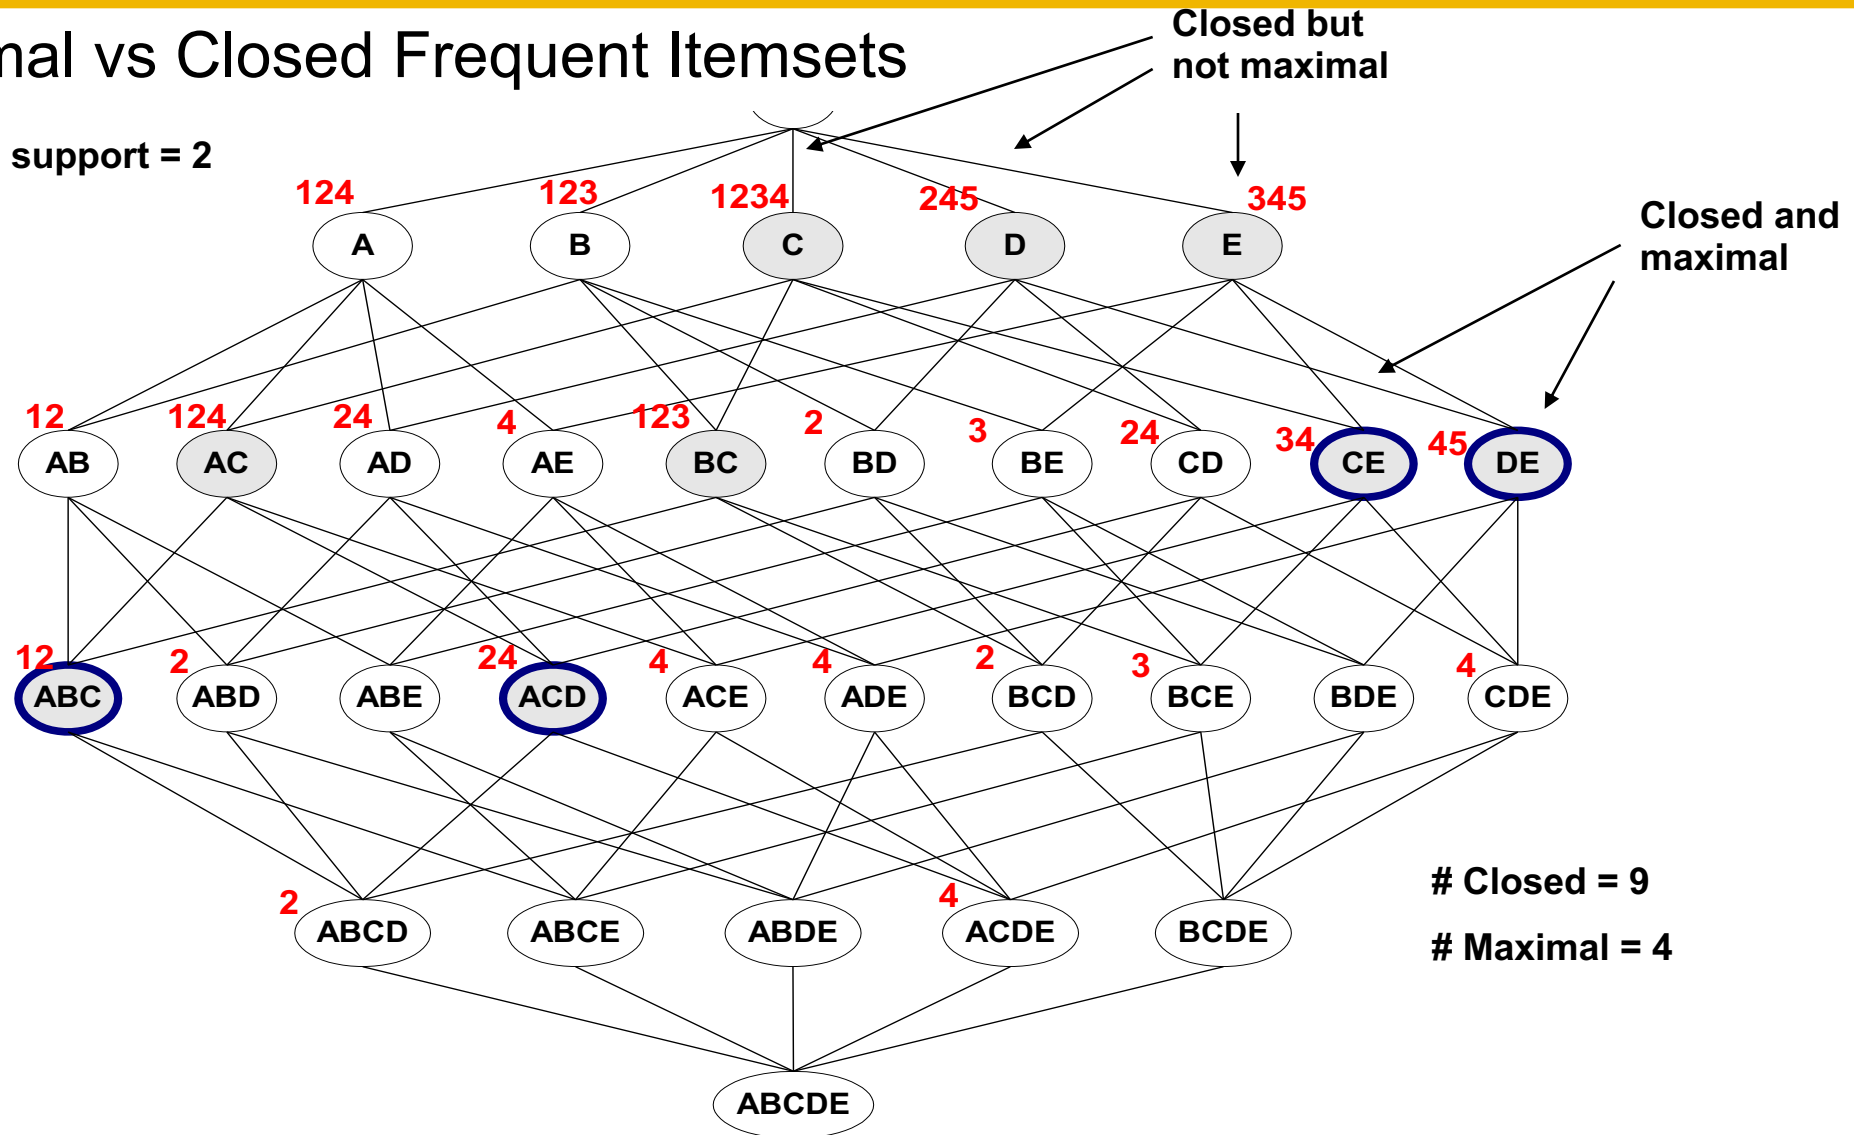 Closed but
not maximal
mal vs Closed Frequent Itemsets
support = 2
124 123 1234 245 345
A B C D E
Closed and
maximal
12 124 24 4 123 2 3 24 34 45
AB AC AD AE BC BD BE CD CE DE
12 2 24 4 4 2 3 4
ABC ABD ABE ACD ACE ADE BCD BCE BDE CDE
2 4
ABCD ABCE ABDE ACDE BCDE
# Closed = 9
# Maximal = 4
ABCDE